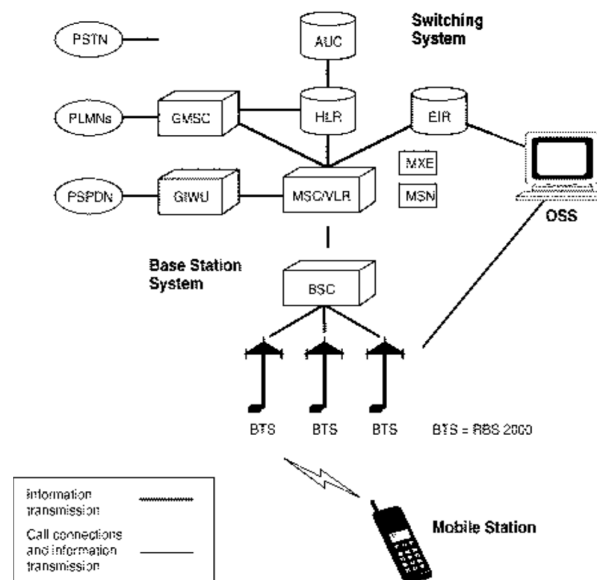 Switching
System
PSTN
AUC
PLMNs
GMSC
HLR
EIR
MXE
PSPDN
GIWU
MSC/VLR
MSN
OSS
Base Station
System
BSC
BTS
BTS
BTS
BTS = RBS 2000
Information
transmission
Call connections
and information
transmission
Mobile Station